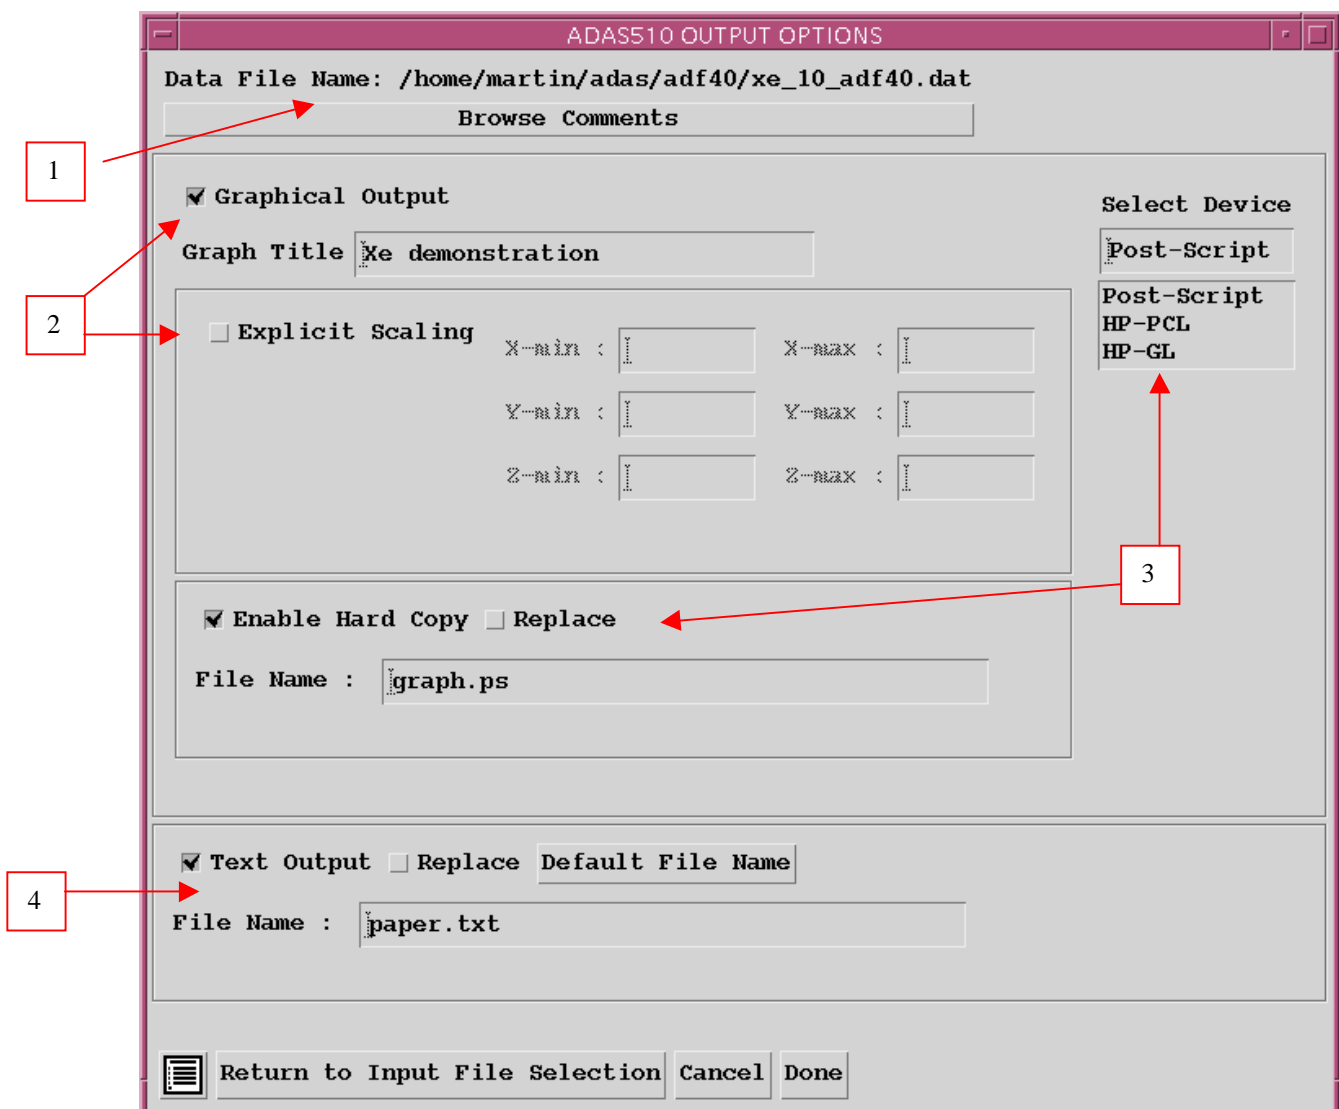 ADAS510 OUTPUT OPTIONS
Data File Name: /home/martin/adas/adf40/xe_10_adf40.dat
Browse Comments
1
Graphical Output
Select Device
Graph Title Xe demonstration
Post-Script
2
Explicit Scaling
X-min :
X-max :
Post-Script
HP-PCL
HP-GL
Y-min :
Y-max :
Z-min :
Z-max :
3
Enable Hard Copy Replace
File Name : graph.ps
4
Text Output Replace Default File Name
File Name : paper.txt
Return to Input File Selection Cancel Done